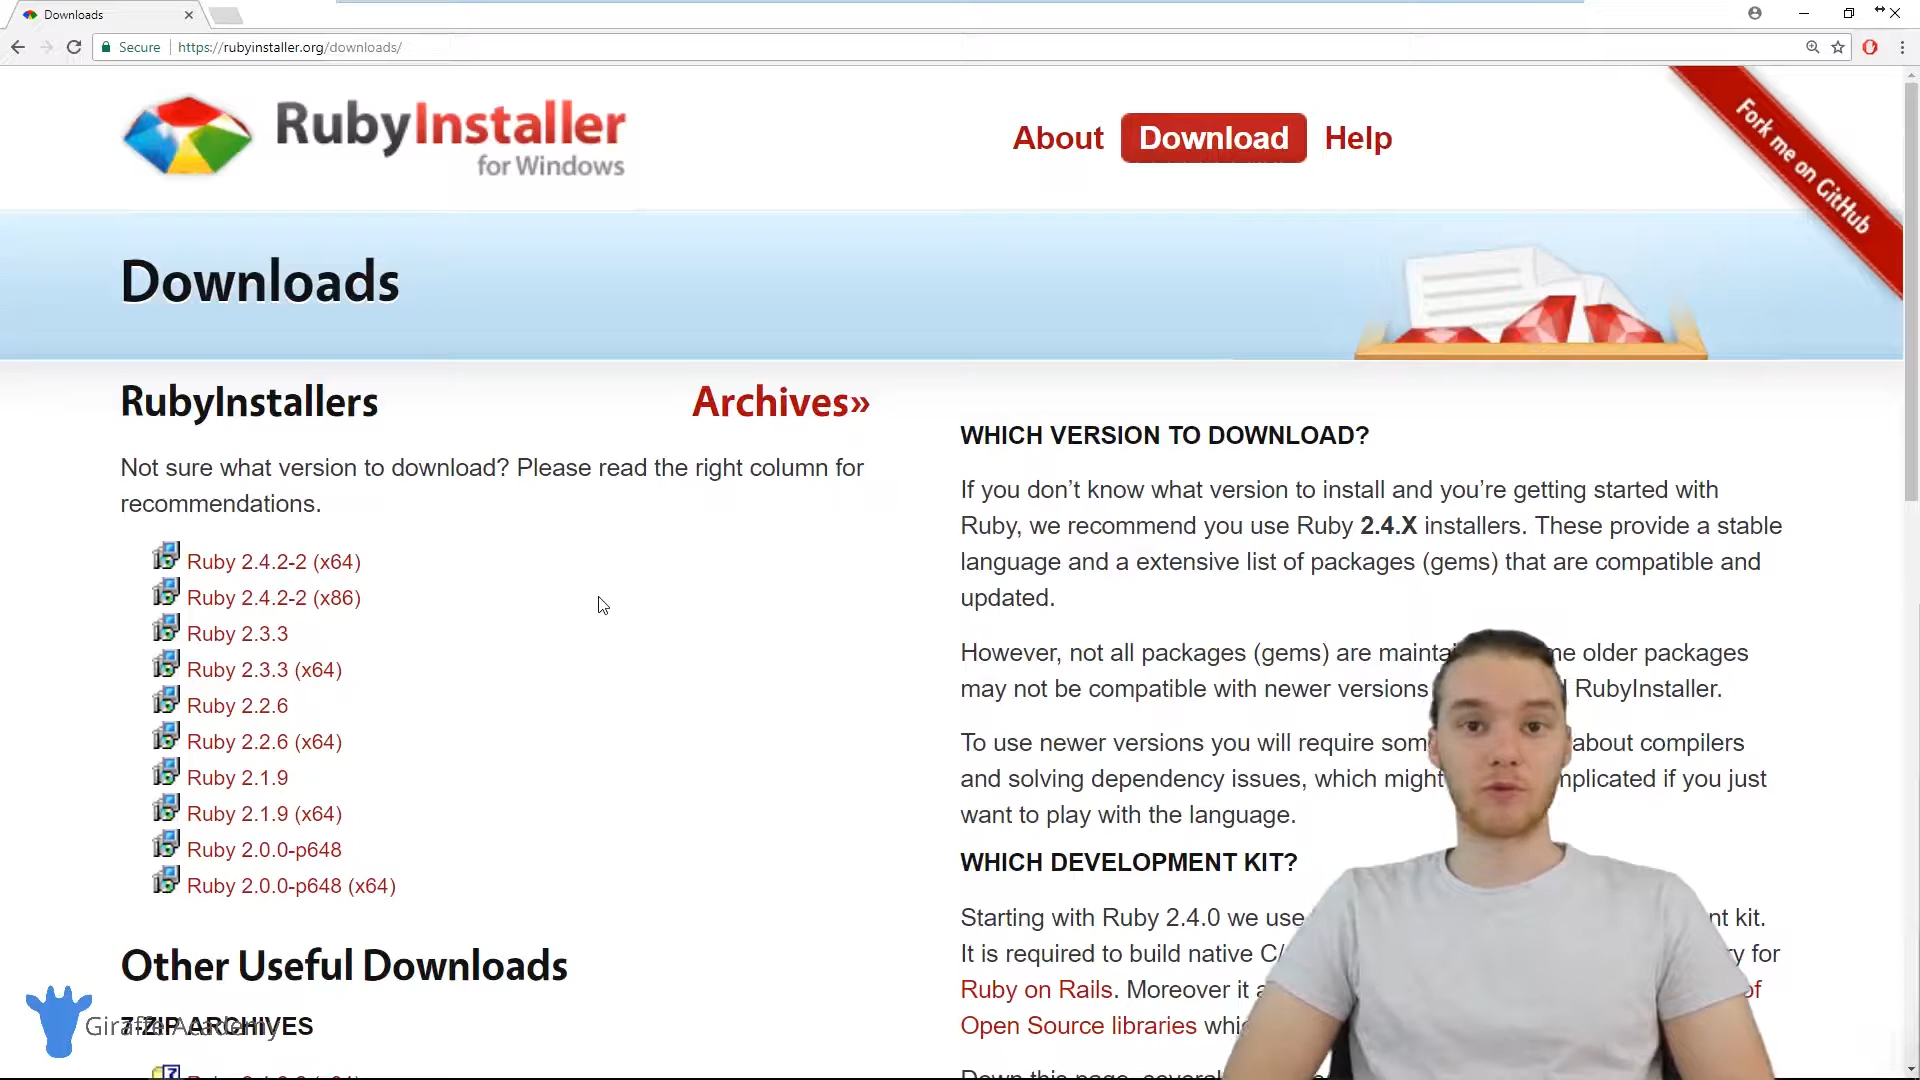 Downloads
Secure
https://rubyinstaller.org/downloads/
RubyInstaller
for Windows
About
Download
Help
Fork me on GitHub
Downloads
RubyInstallers
Archives»
Not sure what version to download? Please read the right column for
recommendations.
Ruby 2.4.2-2 (x64)
Ruby 2.4.2-2 (x86)
Ruby 2.3.3
Ruby 2.3.3 (x64)
Ruby 2.2.6
Ruby 2.2.6 (x64)
Ruby 2.1.9
Ruby 2.1.9 (x64)
Ruby 2.0.0-p648
Ruby 2.0.0-p648 (x64)
Other Useful Downloads
7-ZIP ARCHIVES
Giraffe Academy
WHICH VERSION TO DOWNLOAD?
If you don’t know what version to install and you’re getting started with
Ruby, we recommend you use Ruby 2.4.X installers. These provide a stable
language and a extensive list of packages (gems) that are compatible and
updated.
However, not all packages (gems) are older packages
may not be compatible with newer versions RubyInstaller.
To use newer versions you will require about compilers
and solving dependency issues, which might if you just
want to play with the language.
WHICH DEVELOPMENT KIT?
Starting with Ruby 2.4.0 we use kit.
It is required to build native for
Ruby on Rails. Moreover it of
Open Source libraries